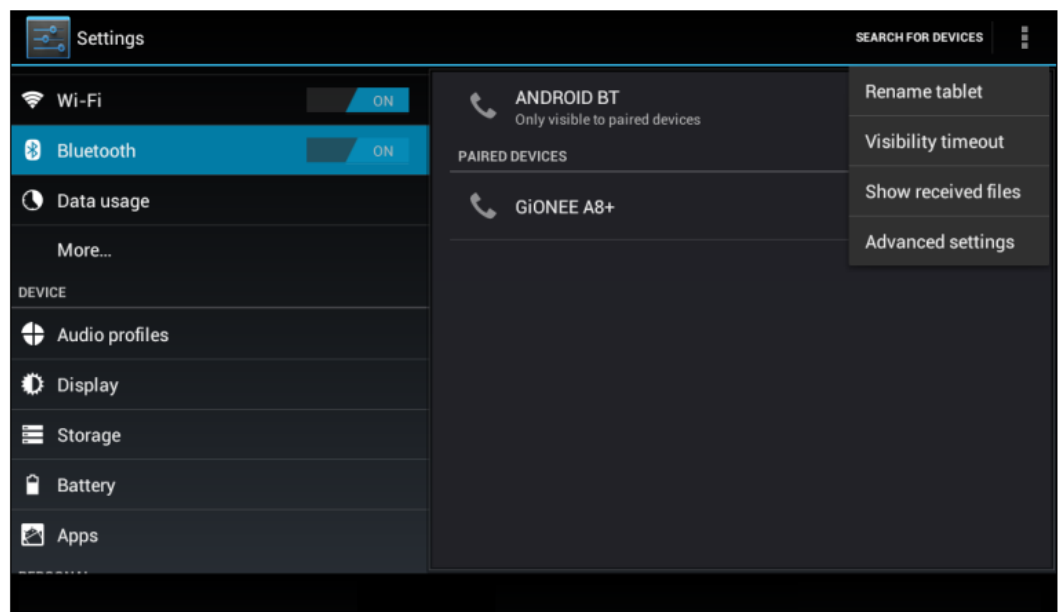 Settings
SEARCH FOR DEVICES
Wi-Fi
ON
Bluetooth
ON
Data usage
More...
DEVICE
Audio profiles
Display
Storage
Battery
Apps
ANDROID BT
Only visible to paired devices
PAIRED DEVICES
GiONEE A8+
Rename tablet
Visibility timeout
Show received files
Advanced settings